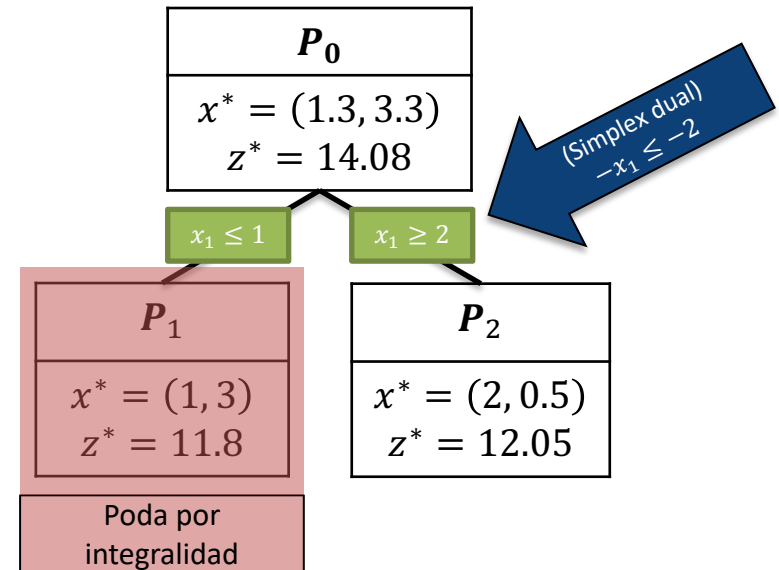 P₀
x* = (1.3, 3.3)
z* = 14.08
(Simplex dual)
−x₁ ≤ −2
x₁ ≤ 1
x₁ ≥ 2
P₁
x* = (1, 3)
z* = 11.8
P₂
x* = (2, 0.5)
z* = 12.05
Poda por
integralidad